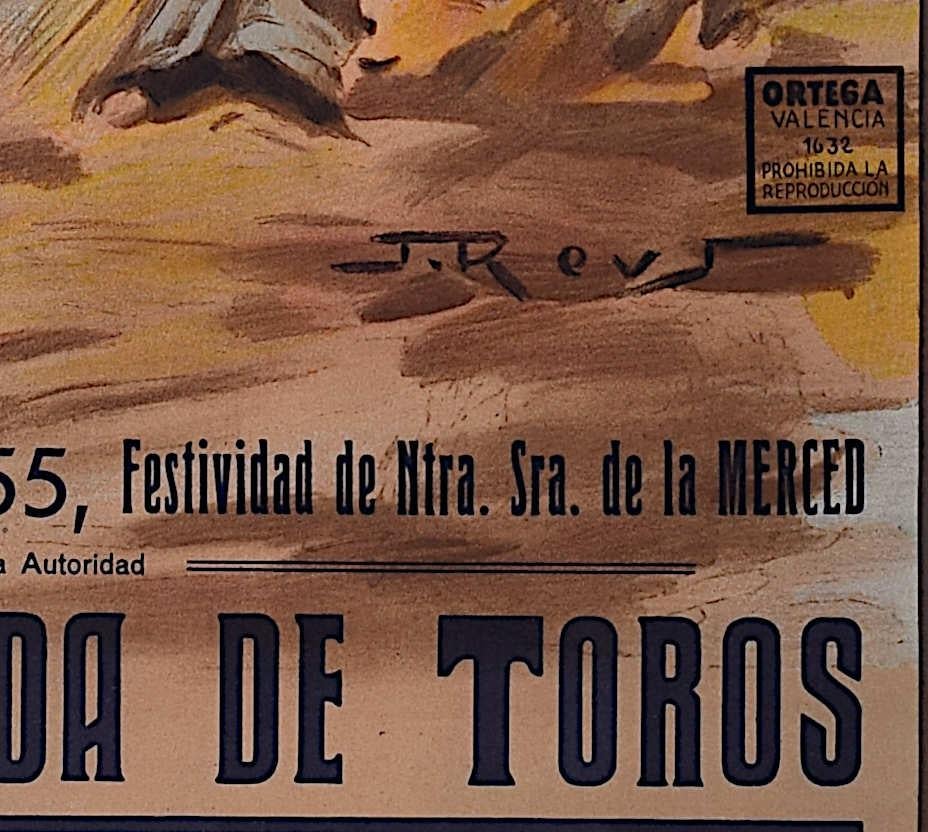 ORTEGA
VALENCIA
1632
PROHIBIDA LA
REPRODUCCION
J. Reus
55, Festividad de Ntra. Sra. de la MERCED
a Autoridad
DA DE TOROS